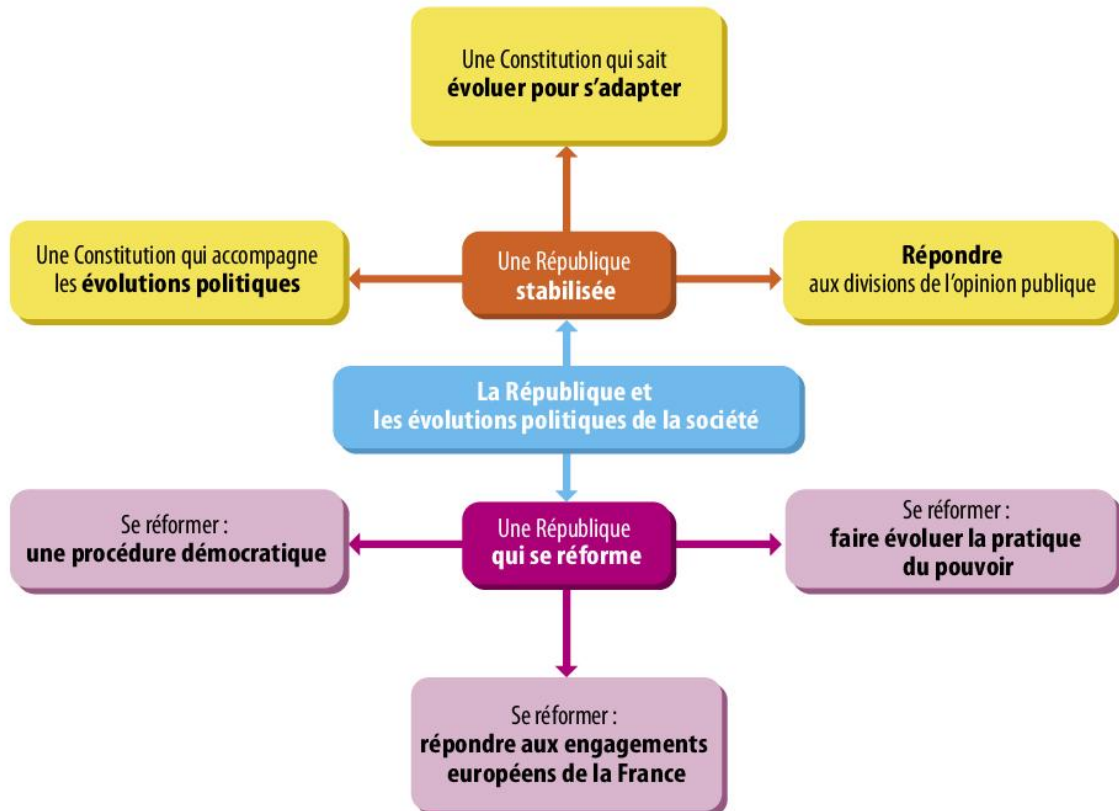 Une Constitution qui sait
évoluer pour s'adapter
Une Constitution qui accompagne
les évolutions politiques
Une République
stabilisée
Répondre
aux divisions de l'opinion publique
La République et
les évolutions politiques de la société
Se réformer :
une procédure démocratique
Une République
qui se réforme
Se réformer :
faire évoluer la pratique
du pouvoir
Se réformer :
répondre aux engagements
européens de la France